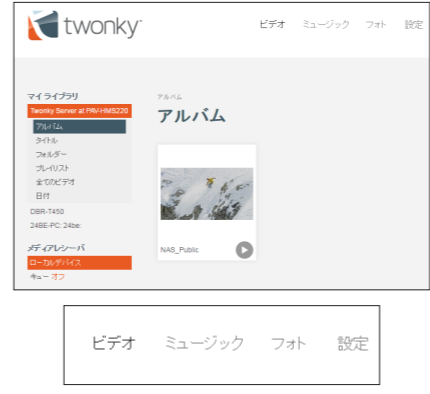 twonky
ビデオ ミュージック フォト 設定
マイ ライブラリ
Twonky Server at PAV-HMS220
アルバム
タイトル
フォルダー
プレイリスト
全てのビデオ
日付
DBR-T450
24BE-PC: 24be:
メディアレシーバ
ローカルデバイス
キュー オフ
アルバム
アルバム
NAS_Public
ビデオ ミュージック フォト 設定